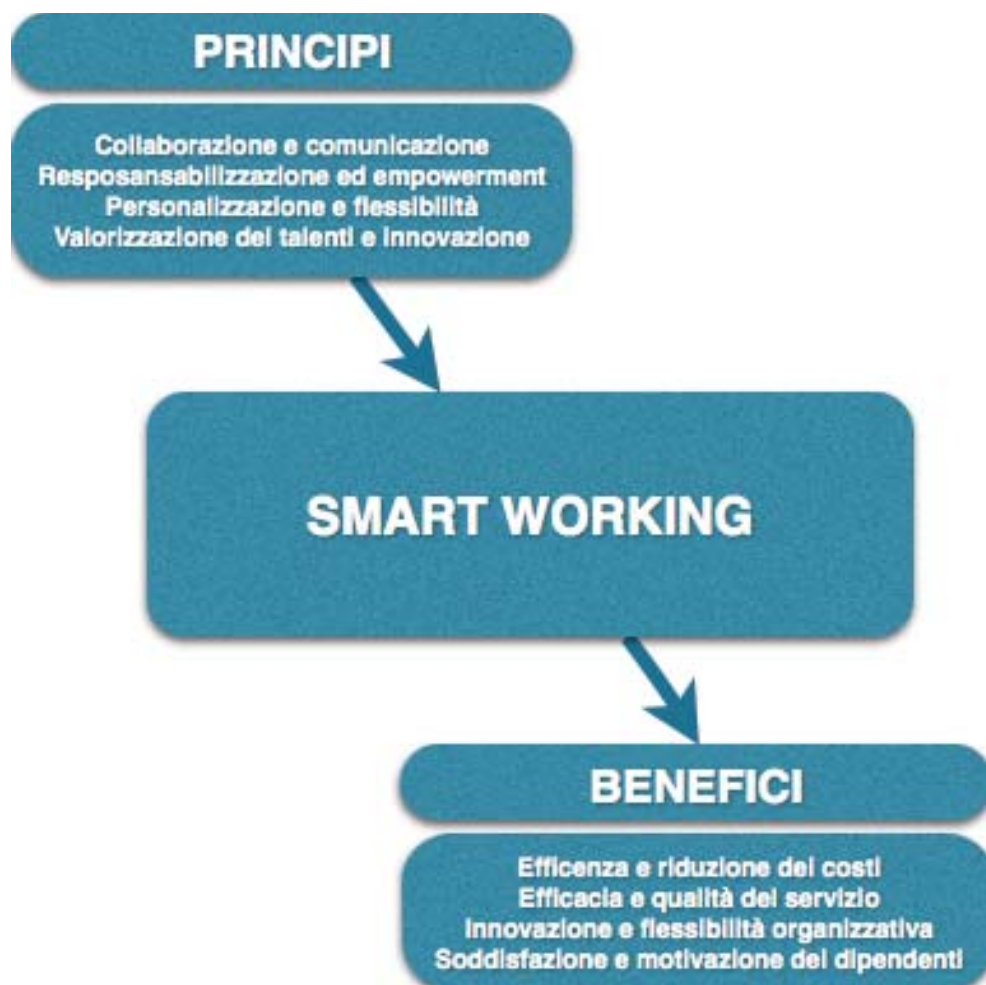 PRINCIPI
Collaborazione e comunicazione
Resposansabilizzazione ed empowerment
Personalizzazione e flessibilità
Valorizzazione dei talenti e innovazione
SMART WORKING
BENEFICI
Efficenza e riduzione dei costi
Efficacia e qualità del servizio
Innovazione e flessibilità organizzativa
Soddisfazione e motivazione dei dipendenti